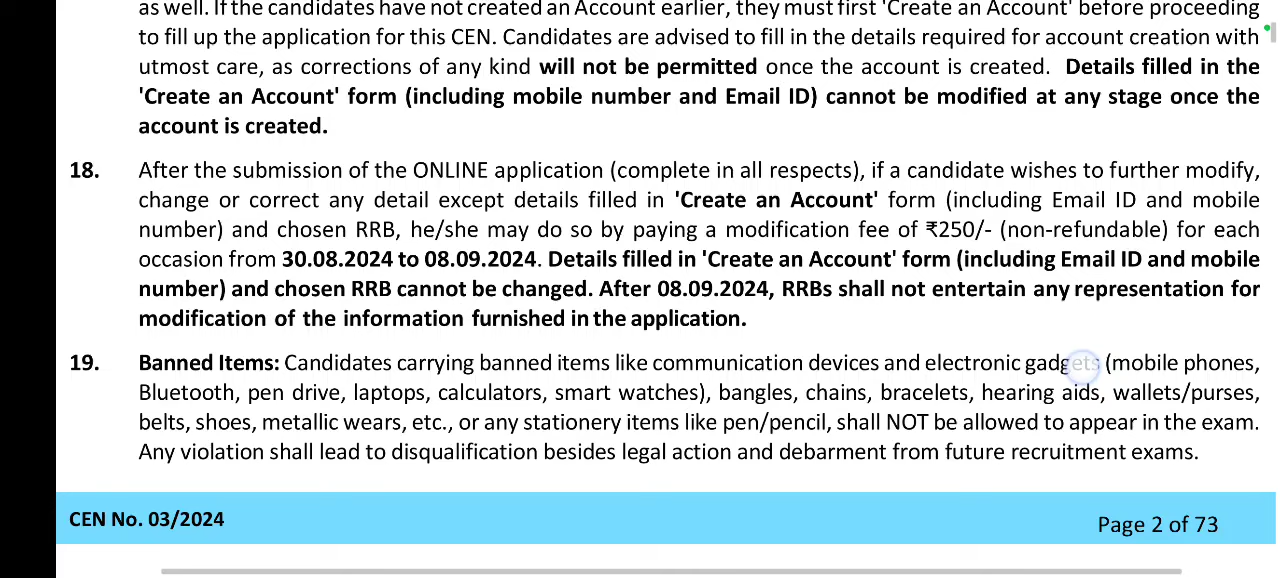 as well. If the candidates have not created an Account earlier, they must first 'Create an Account' before proceeding
to fill up the application for this CEN. Candidates are advised to fill in the details required for account creation with
utmost care, as corrections of any kind will not be permitted once the account is created. Details filled in the
'Create an Account' form (including mobile number and Email ID) cannot be modified at any stage once the
account is created.
18. After the submission of the ONLINE application (complete in all respects), if a candidate wishes to further modify,
change or correct any detail except details filled in 'Create an Account' form (including Email ID and mobile
number) and chosen RRB, he/she may do so by paying a modification fee of ₹250/- (non-refundable) for each
occasion from 30.08.2024 to 08.09.2024. Details filled in 'Create an Account' form (including Email ID and mobile
number) and chosen RRB cannot be changed. After 08.09.2024, RRBs shall not entertain any representation for
modification of the information furnished in the application.
19. Banned Items: Candidates carrying banned items like communication devices and electronic gadgets (mobile phones,
Bluetooth, pen drive, laptops, calculators, smart watches), bangles, chains, bracelets, hearing aids, wallets/purses,
belts, shoes, metallic wears, etc., or any stationery items like pen/pencil, shall NOT be allowed to appear in the exam.
Any violation shall lead to disqualification besides legal action and debarment from future recruitment exams.
CEN No. 03/2024
Page 2 of 73